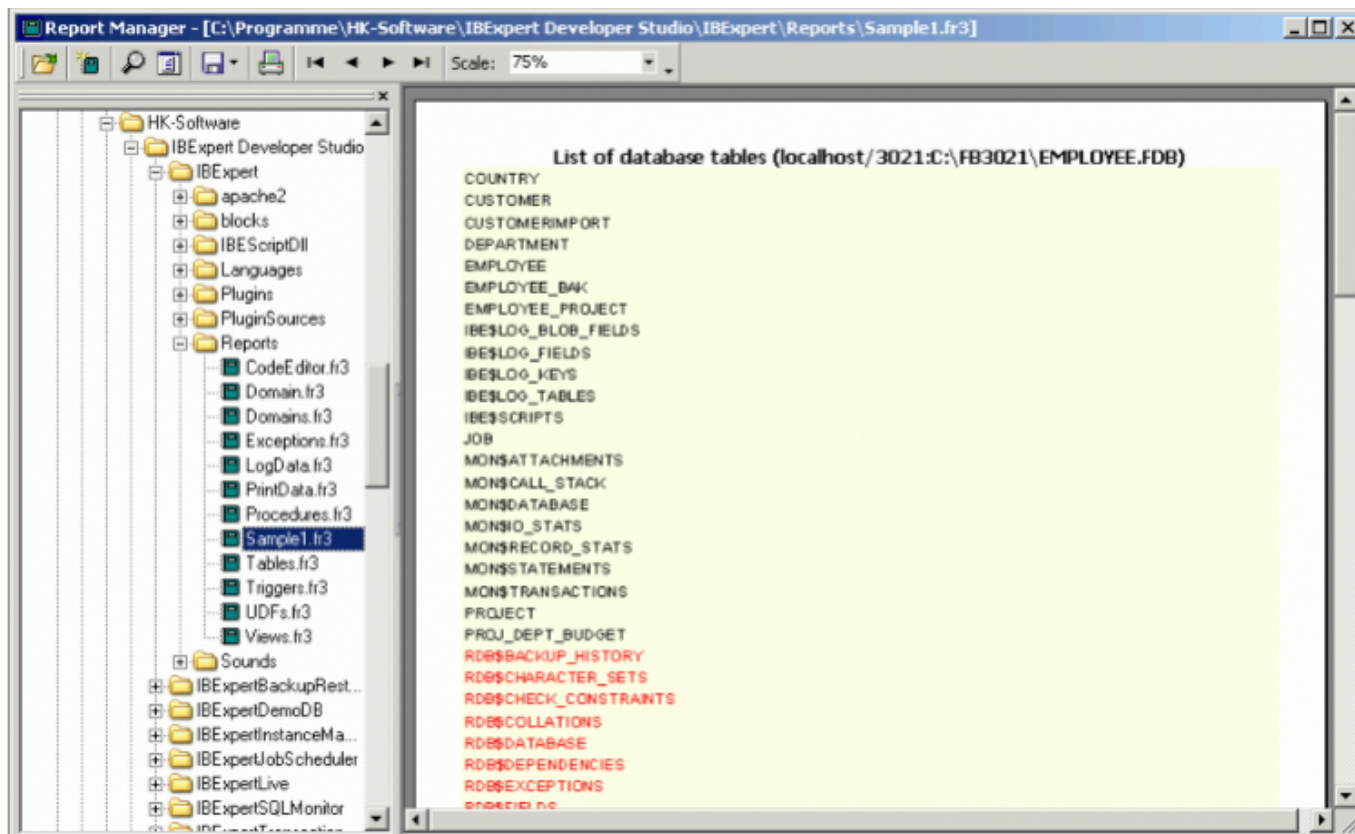 Report Manager - [C:\Programme\HK-Software\IBExpert Developer Studio\IBExpert\Reports\Sample1.fr3]
Scale: 75%
HK-Software
IBExpert Developer Studio
IBExpert
apache2
blocks
IBEScriptDll
Languages
Plugins
PluginSources
Reports
CodeEditor.fr3
Domain.fr3
Domains.fr3
Exceptions.fr3
LogData.fr3
PrintData.fr3
Procedures.fr3
Sample1.fr3
Tables.fr3
Triggers.fr3
UDFs.fr3
Views.fr3
Sounds
IBExpertBackupRest...
IBExpertDemoDB
IBExpertInstanceMa...
IBExpertJobScheduler
IBExpertLive
IBExpertSQLMonitor
List of database tables (localhost/3021:C:\FB3021\EMPLOYEE.FDB)
COUNTRY
CUSTOMER
CUSTOMERIMPORT
DEPARTMENT
EMPLOYEE
EMPLOYEE_BAK
EMPLOYEE_PROJECT
IBE$LOG_BLOB_FIELDS
IBE$LOG_FIELDS
IBE$LOG_KEYS
IBE$LOG_TABLES
IBE$SCRIPTS
JOB
MON$ATTACHMENTS
MON$CALL_STACK
MON$DATABASE
MON$IO_STATS
MON$RECORD_STATS
MON$STATEMENTS
MON$TRANSACTIONS
PROJECT
PROJ_DEPT_BUDGET
RDB$BACKUP_HISTORY
RDB$CHARACTER_SETS
RDB$CHECK_CONSTRAINTS
RDB$COLLATIONS
RDB$DATABASE
RDB$DEPENDENCIES
RDB$EXCEPTIONS
RDB$FIELDS